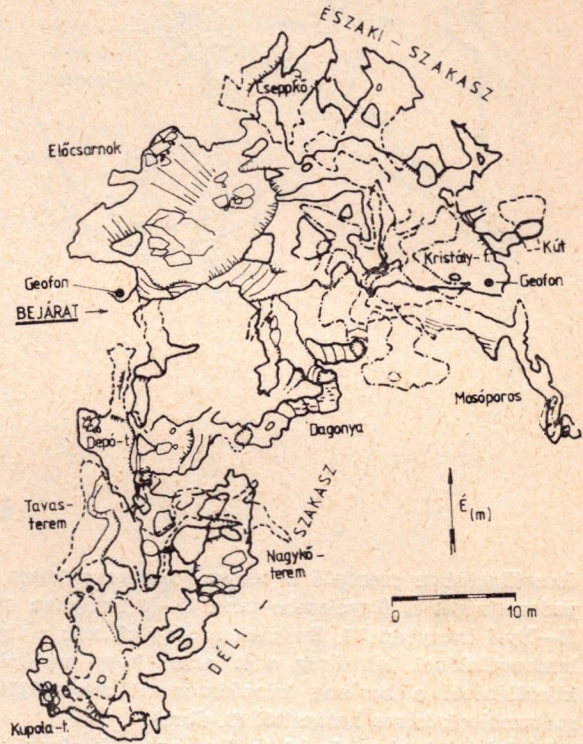 ÉSZAKI – SZAKASZ
Cseppkő
Előcsarnok
Kristály-t.
Kút
Geofon
Geofon
BEJÁRAT
Mosóporos
Dagonya
Depó-t.
Tavas-
terem
É(m)
Nagykő-
terem
DÉLI – SZAKASZ
0 10 m
Kupola-t.